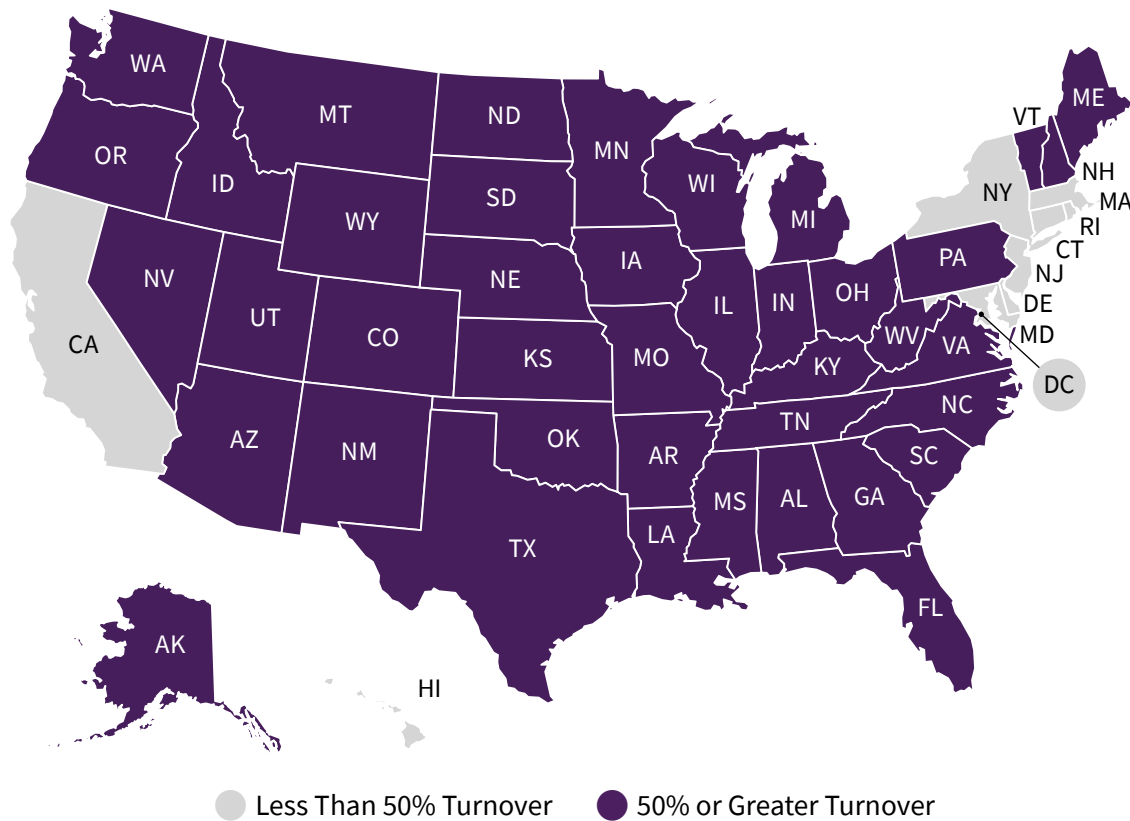 WA
MT
ND
MN
ME
VT
OR
ID
SD
WI
MI
NH
NY
MA
WY
RI
CT
IA
PA
NV
NE
NJ
UT
CO
IL
IN
OH
DE
MD
CA
KS
MO
WV
VA
KY
DC
NC
AZ
NM
OK
TN
AR
SC
MS
AL
GA
TX
LA
FL
AK
HI
Less Than 50% Turnover
50% or Greater Turnover